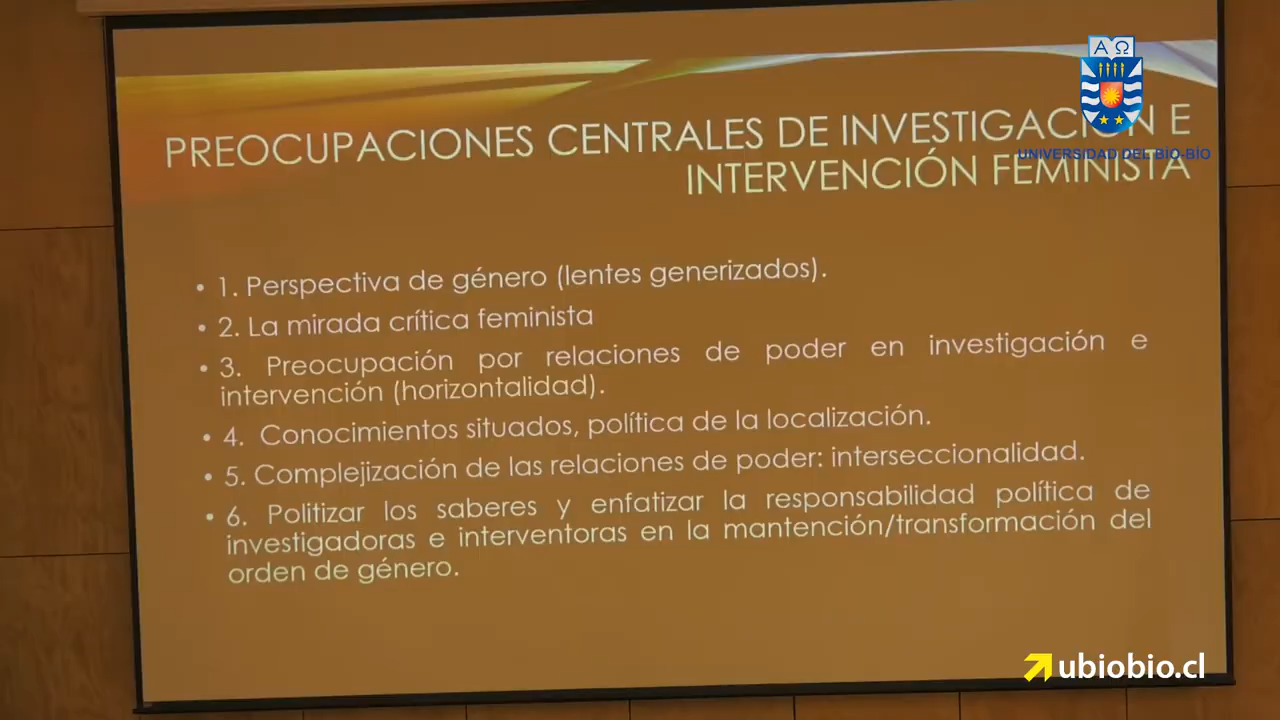 ΑΩ
UNIVERSIDAD DEL BÍO-BÍO
PREOCUPACIONES CENTRALES DE INVESTIGACIÓN E
INTERVENCIÓN FEMINISTA
• 1. Perspectiva de género (lentes generizados).
• 2. La mirada crítica feminista
• 3. Preocupación por relaciones de poder en investigación e
intervención (horizontalidad).
• 4. Conocimientos situados, política de la localización.
• 5. Complejización de las relaciones de poder: interseccionalidad.
• 6. Politizar los saberes y enfatizar la responsabilidad política de
investigadoras e interventoras en la mantención/transformación del
orden de género.
ubiobio.cl